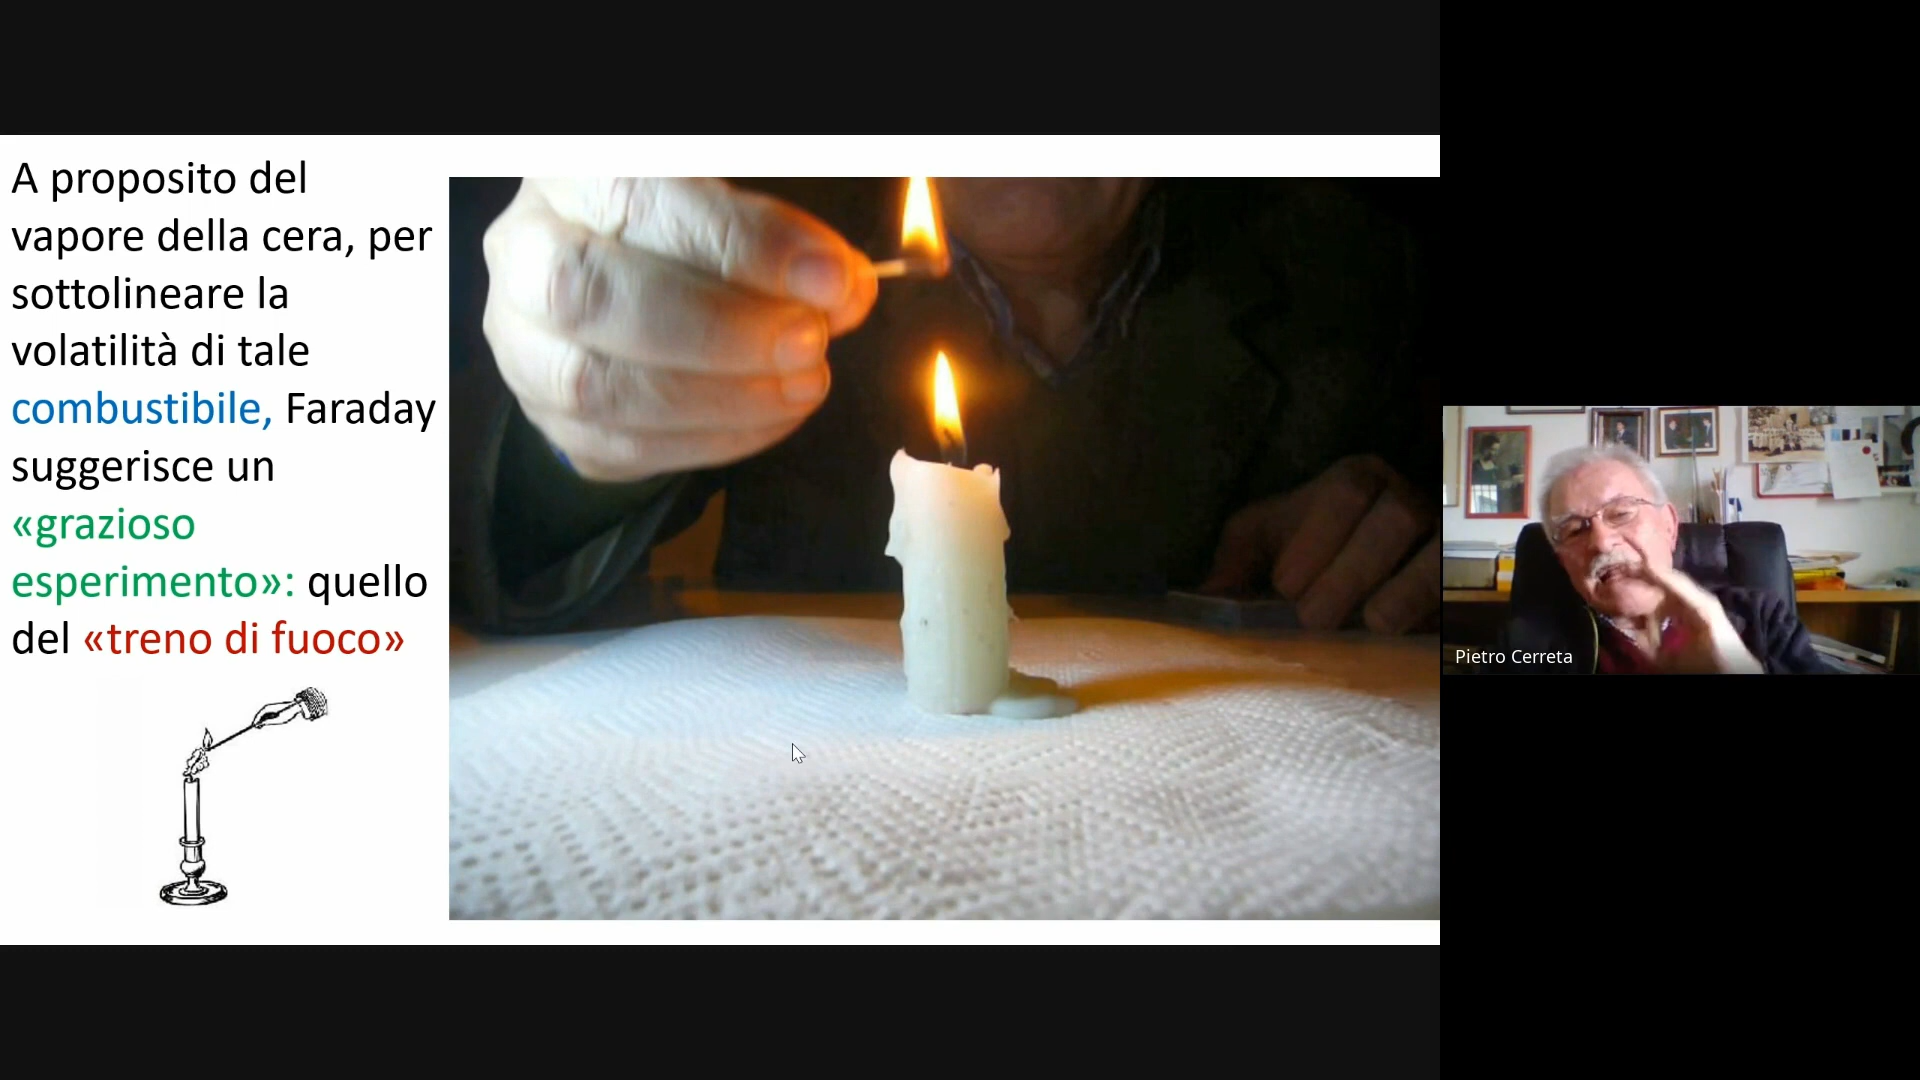 A proposito del
vapore della cera, per
sottolineare la
volatilità di tale
combustibile, Faraday
suggerisce un
«grazioso
esperimento»: quello
del «treno di fuoco»
Pietro Cerreta